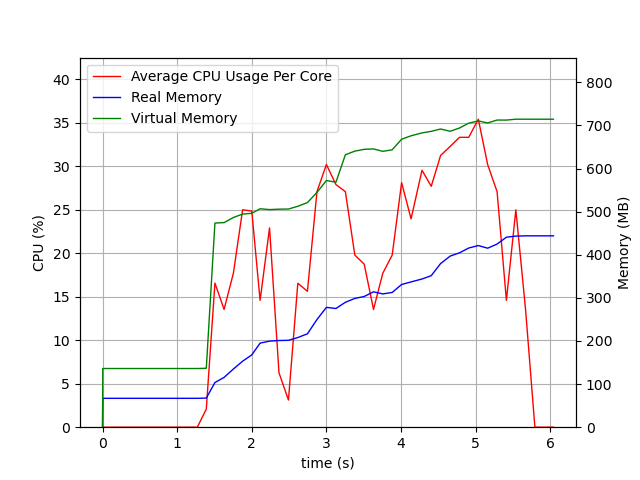 Average CPU Usage Per Core
Real Memory
Virtual Memory
CPU (%)
40
35
30
25
20
15
10
5
0
0 1 2 3 4 5 6
time (s)
800
700
600
500
400
300
200
100
0
Memory (MB)